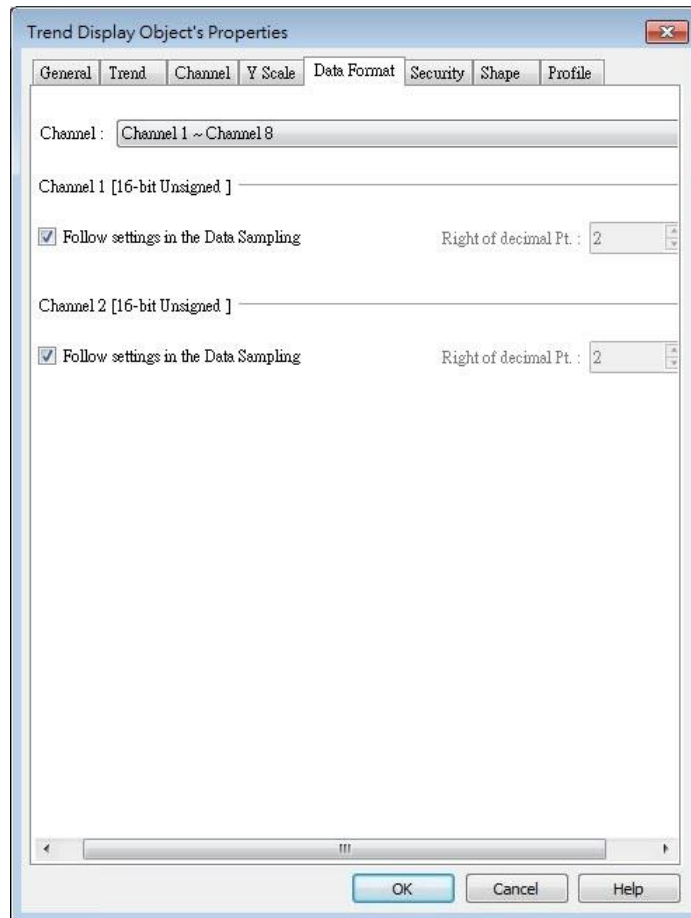 Trend Display Object's Properties
General Trend Channel Y Scale Data Format Security Shape Profile
Channel : Channel 1 ~ Channel 8
Channel 1 [16-bit Unsigned ]
Follow settings in the Data Sampling Right of decimal Pt. : 2
Channel 2 [16-bit Unsigned ]
Follow settings in the Data Sampling Right of decimal Pt. : 2
OK Cancel Help